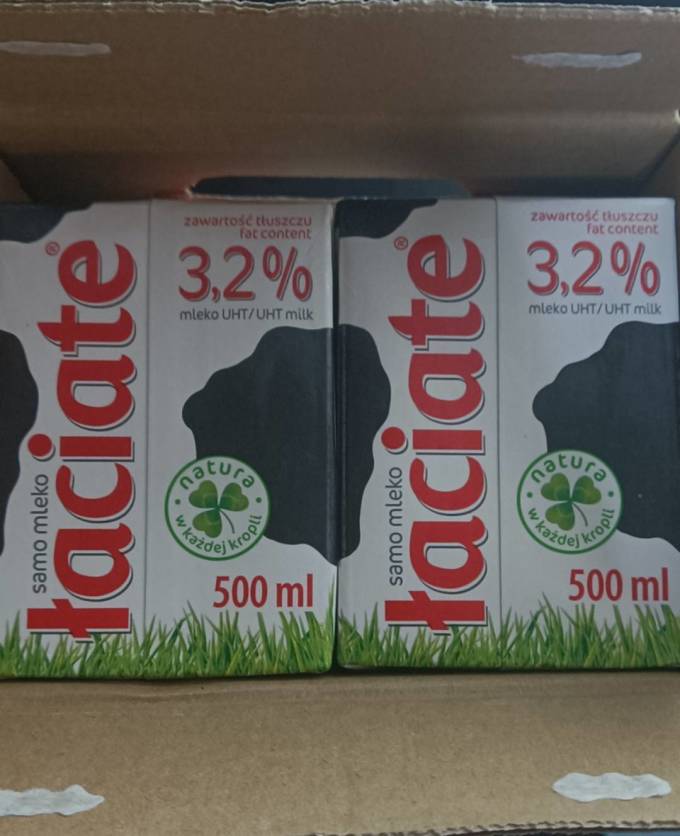 samo mleko
łaciate®
zawartość tłuszczu
fat content
3,2%
mleko UHT/UHT milk
natura
w każdej kropli
500 ml
samo mleko
łaciate®
zawartość tłuszczu
fat content
3,2%
mleko UHT/UHT milk
natura
w każdej kropli
500 ml